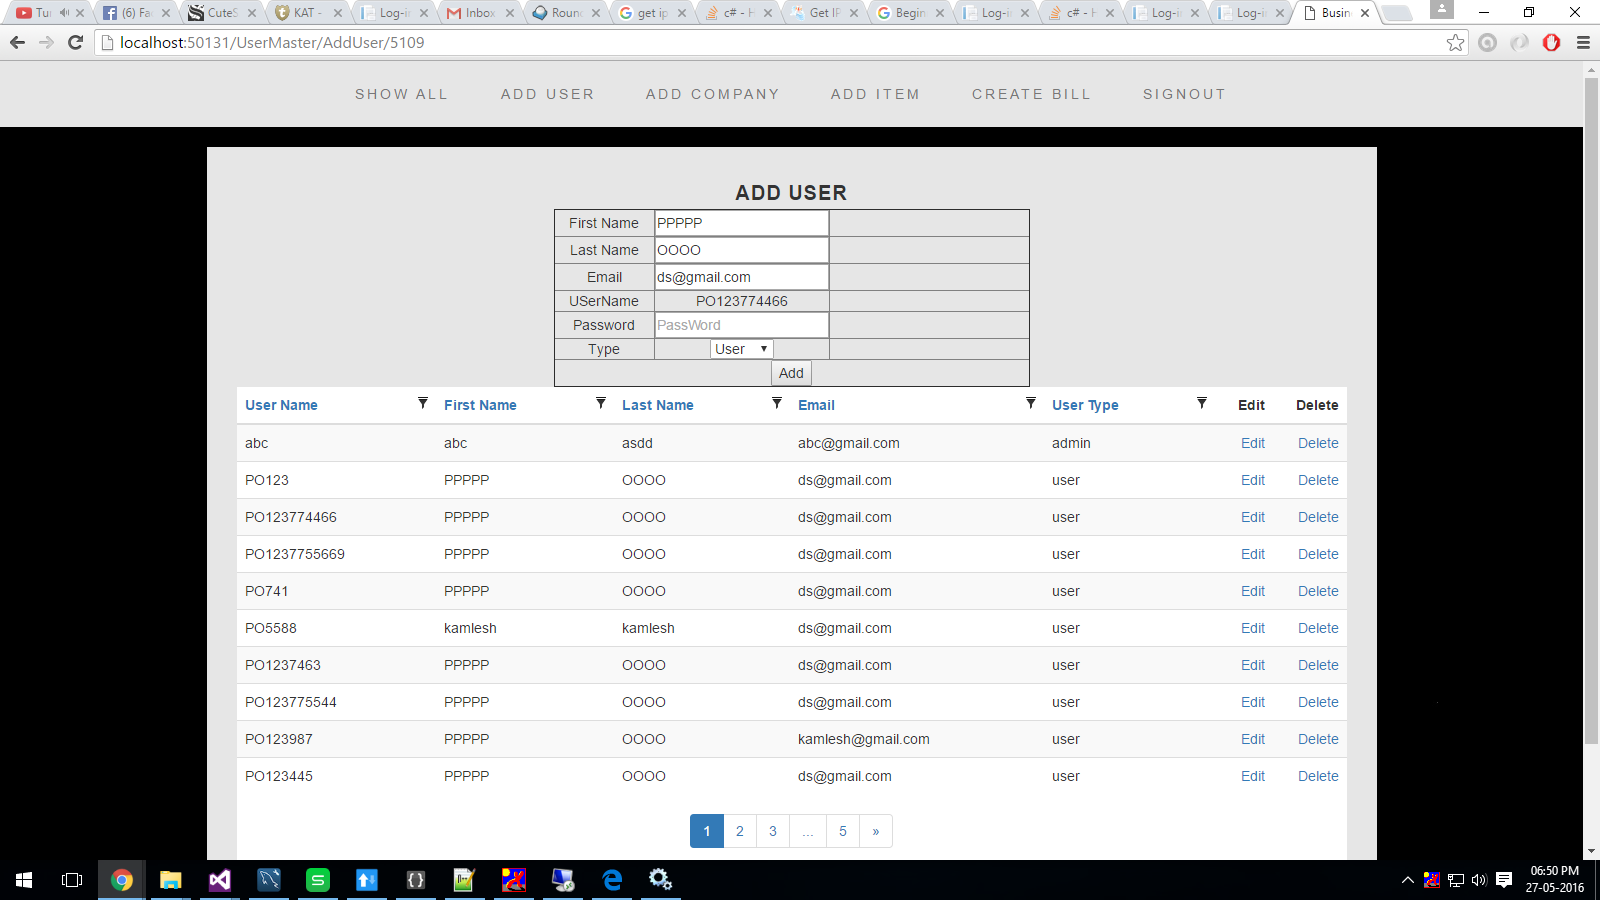 Tu (6) Fa CuteS KAT - Log-i Inbox Roun get ip c# - H Get IP Begin Log-i c# - H Log-i Log-i Busin
localhost:50131/UserMaster/AddUser/5109
SHOW ALL ADD USER ADD COMPANY ADD ITEM CREATE BILL SIGNOUT
ADD USER
First Name PPPPP
Last Name OOOO
Email ds@gmail.com
USerName PO123774466
Password PassWord
Type User
Add
User Name First Name Last Name Email User Type Edit Delete
abc abc asdd abc@gmail.com admin Edit Delete
PO123 PPPPP OOOO ds@gmail.com user Edit Delete
PO123774466 PPPPP OOOO ds@gmail.com user Edit Delete
PO1237755669 PPPPP OOOO ds@gmail.com user Edit Delete
PO741 PPPPP OOOO ds@gmail.com user Edit Delete
PO5588 kamlesh kamlesh ds@gmail.com user Edit Delete
PO1237463 PPPPP OOOO ds@gmail.com user Edit Delete
PO123775544 PPPPP OOOO ds@gmail.com user Edit Delete
PO123987 PPPPP OOOO kamlesh@gmail.com user Edit Delete
PO123445 PPPPP OOOO ds@gmail.com user Edit Delete
1 2 3 ... 5 »
06:50 PM
27-05-2016